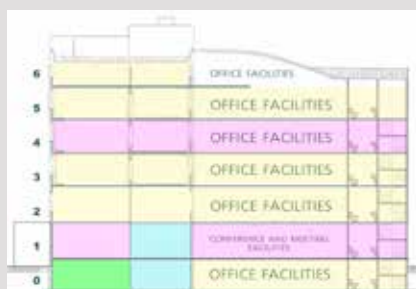 6 OFFICE FACILITIES
5 OFFICE FACILITIES
4 OFFICE FACILITIES
3 OFFICE FACILITIES
2 OFFICE FACILITIES
1 CONFERENCE AND MEETING
FACILITIES
0 OFFICE FACILITIES